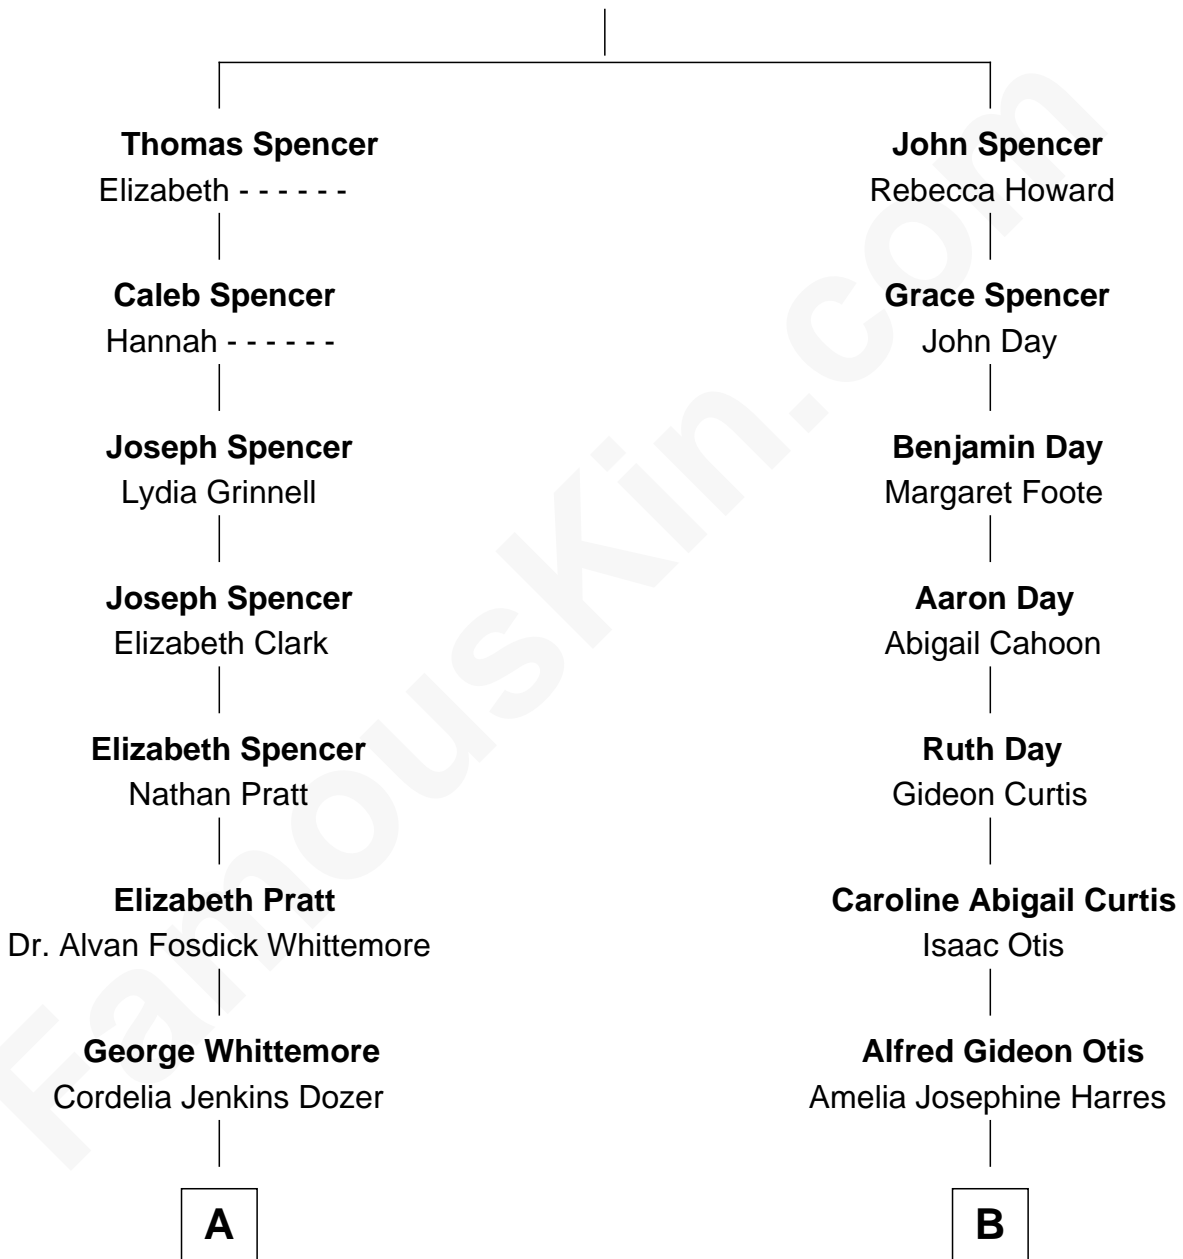 Thomas Spencer
Elizabeth - - - - - -
Caleb Spencer
Hannah - - - - - -
Joseph Spencer
Lydia Grinnell
Joseph Spencer
Elizabeth Clark
Elizabeth Spencer
Nathan Pratt
Elizabeth Pratt
Dr. Alvan Fosdick Whittemore
George Whittemore
Cordelia Jenkins Dozer
A
John Spencer
Rebecca Howard
Grace Spencer
John Day
Benjamin Day
Margaret Foote
Aaron Day
Abigail Cahoon
Ruth Day
Gideon Curtis
Caroline Abigail Curtis
Isaac Otis
Alfred Gideon Otis
Amelia Josephine Harres
B
FamousKin.com